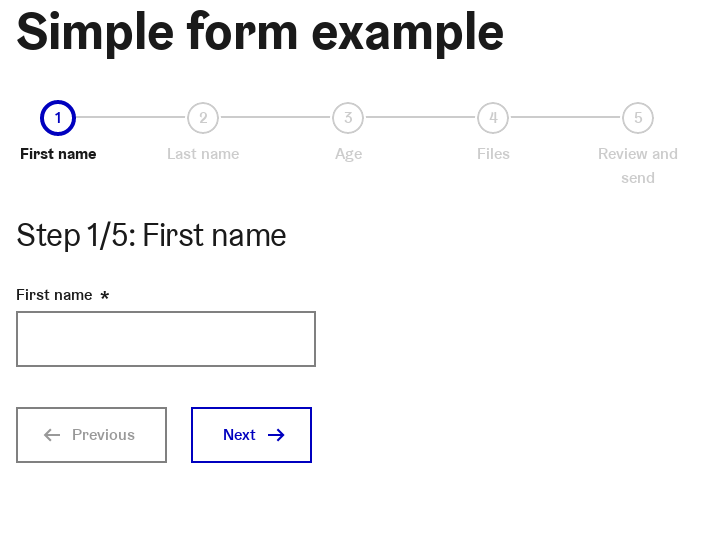 Simple form example
1 2 3 4 5
First name Last name Age Files Review and
send
Step 1/5: First name
First name *
Previous Next